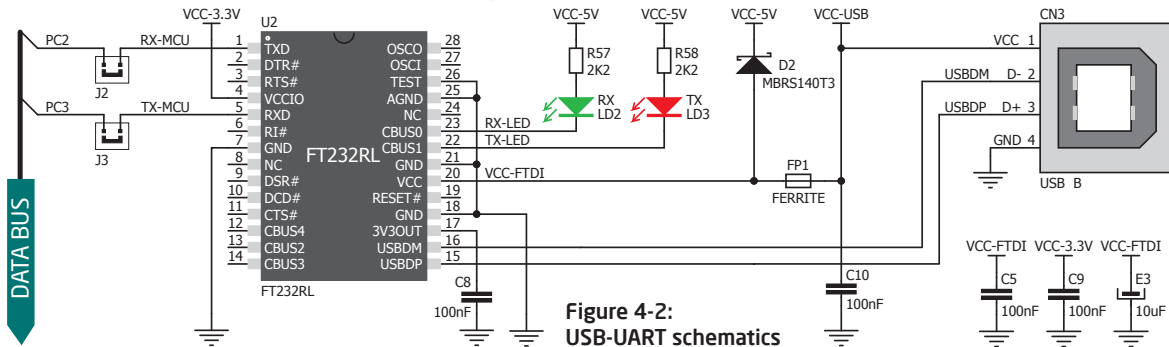 VCC-3.3V
U2
VCC-5V
VCC-5V
VCC-5V
VCC-USB
CN3
PC2
RX-MCU
J2
PC3
TX-MCU
J3
DATA BUS
1 TXD
2 DTR#
3 RTS#
4 VCCIO
5 RXD
6 RI#
7 GND
8 NC
9 DSR#
10 DCD#
11 CTS#
12 CBUS4
13 CBUS2
14 CBUS3
FT232RL
OSCO 28
OSCI 27
TEST 26
AGND 25
NC 24
CBUS0 23
CBUS1 22
GND 21
VCC 20
RESET# 19
GND 18
3V3OUT 17
USBDM 16
USBDP 15
FT232RL
RX-LED
TX-LED
VCC-FTDI
R57
2K2
R58
2K2
RX
LD2
TX
LD3
D2
MBRS140T3
FP1
FERRITE
VCC 1
USBDM D- 2
USBDP D+ 3
GND 4
USB B
C8
100nF
C10
100nF
VCC-FTDI
C5
100nF
VCC-3.3V
C9
100nF
VCC-FTDI
E3
10uF
Figure 4-2:
USB-UART schematics